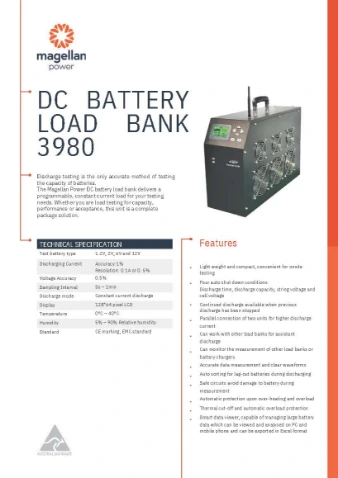 magellan
power
DC BATTERY
LOAD BANK
3980
Discharge testing is the only accurate method of testing
the capacity of batteries.
The Magellan Power DC battery load bank delivers a
programmable, constant current load for your testing
needs. Whether you are load testing for capacity,
performance or acceptance, this unit is a complete
package solution.
TECHNICAL SPECIFICATION
Test battery type 1.2V, 2V, 6V and 12V
Discharging Current Accuracy: 1%
Resolution: 0.1A or 0.5%
Voltage Accuracy 0.5%
Sampling Interval 5s – 1min
Discharge mode Constant current discharge
Display LCD
Temperature 0°C – 40°C
Humidity 5% – 90% Relative humidity
Standard CE marking, EMC standard
AUSTRALIAN MADE
Features
Light weight and compact, convenient for onsite
testing
Four auto shut down conditions:
Discharge time, discharge capacity, string voltage and
cell voltage
Continued discharge available when previous
discharge has been stopped
Parallel connection of two units for higher discharge
current
Can work with other load banks for assistant
discharge
Can monitor the measurement of other load banks or
battery chargers
Accurate data measurement and clear waveforms
Auto sorting for lag-out batteries during discharging
Safe circuits avoid damage to battery during
measurement
Automatic protection upon over-heating and overload
Thermal cut-off and automatic overload protection
Smart data viewer, capable of managing large battery
data which can be viewed and analysed on PC and
mobile phone and can be exported in Excel format